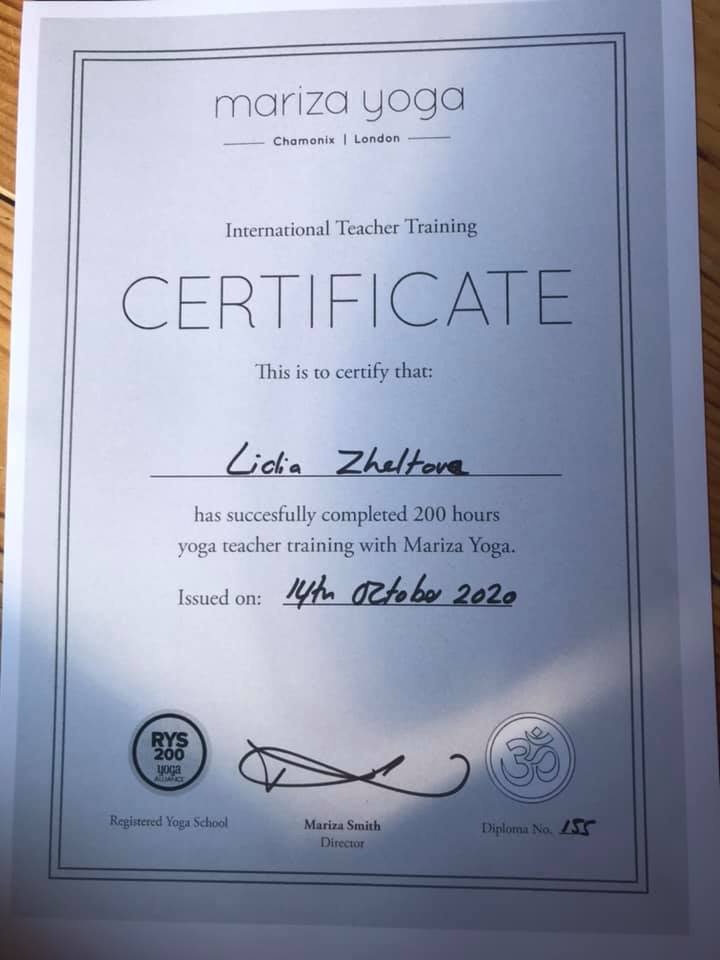 mariza yoga
Chamonix | London
International Teacher Training
CERTIFICATE
This is to certify that:
Lidia Zheltova
has succesfully completed 200 hours
yoga teacher training with Mariza Yoga.
Issued on: 14th October 2020
RYS
200
yoga
ALLIANCE
ॐ
Registered Yoga School
Mariza Smith
Director
Diploma No. 155